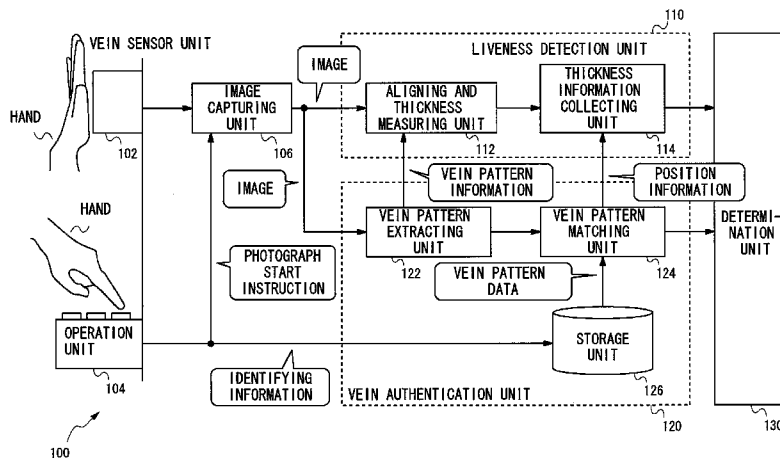 110
VEIN SENSOR UNIT
LIVENESS DETECTION UNIT
IMAGE
IMAGE
CAPTURING
UNIT
ALIGNING AND
THICKNESS
MEASURING UNIT
THICKNESS
INFORMATION
COLLECTING
UNIT
HAND
102
106
112
114
IMAGE
VEIN PATTERN
INFORMATION
POSITION
INFORMATION
HAND
VEIN PATTERN
EXTRACTING
UNIT
VEIN PATTERN
MATCHING
UNIT
DETERMI-
NATION
UNIT
PHOTOGRAPH
START
INSTRUCTION
122
VEIN PATTERN
DATA
124
OPERATION
UNIT
STORAGE
UNIT
104
IDENTIFYING
INFORMATION
126
VEIN AUTHENTICATION UNIT
100
120
130